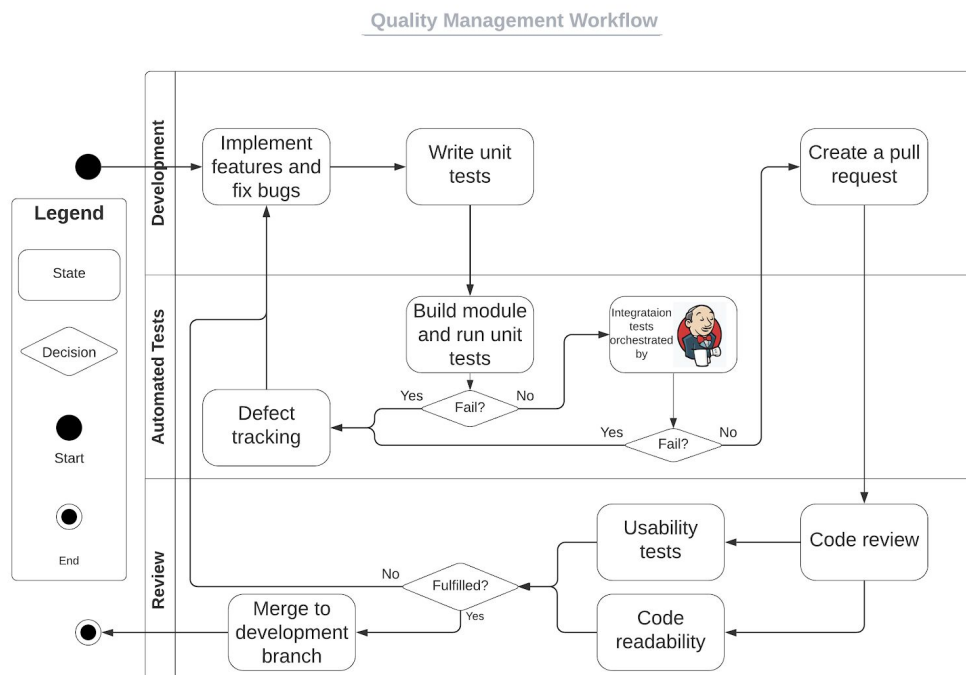 Quality Management Workflow
Development
Implement
features and
fix bugs
Write unit
tests
Create a pull
request
Legend
State
Decision
Start
End
Automated Tests
Build module
and run unit
tests
Integrataion
tests
orchestrated
by
Yes
Fail?
No
Defect
tracking
Yes
Fail?
No
Review
Usability
tests
Code review
No
Fulfilled?
Yes
Merge to
development
branch
Code
readability